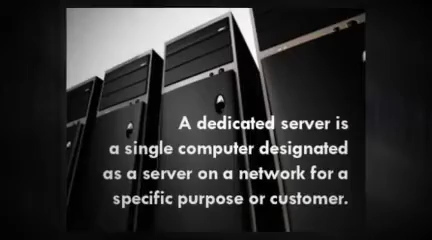 A dedicated server is
a single computer designated
as a server on a network for a
specific purpose or customer.